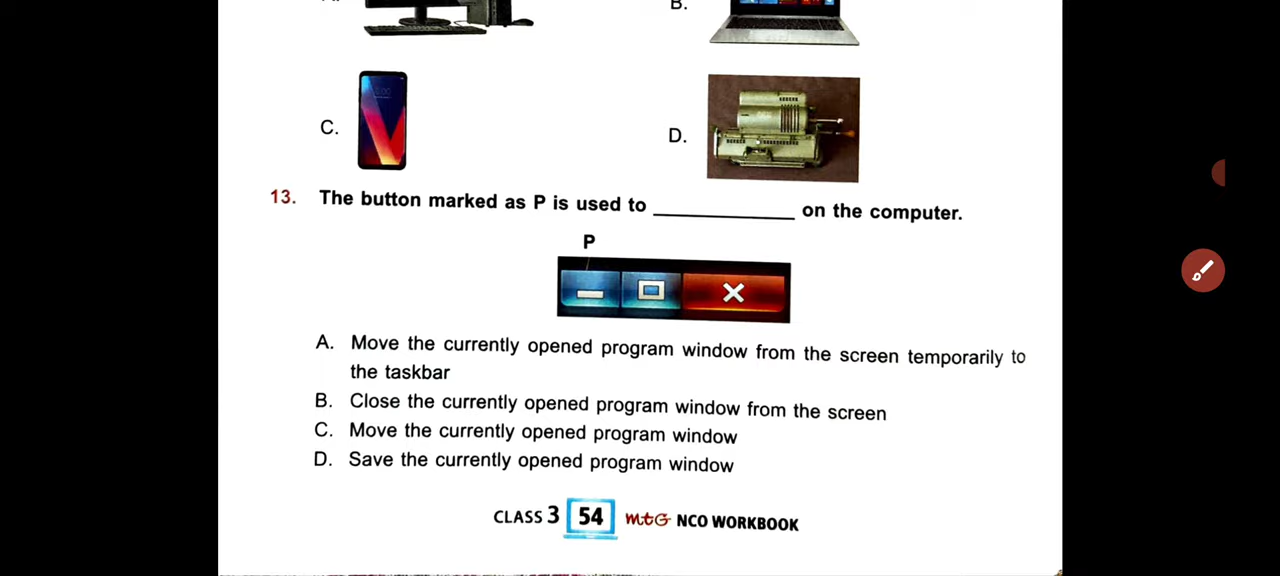 B.
C.
D.
13. The button marked as P is used to ____________ on the computer.
P
A. Move the currently opened program window from the screen temporarily to
the taskbar
B. Close the currently opened program window from the screen
C. Move the currently opened program window
D. Save the currently opened program window
CLASS 3 54 mtG NCO WORKBOOK